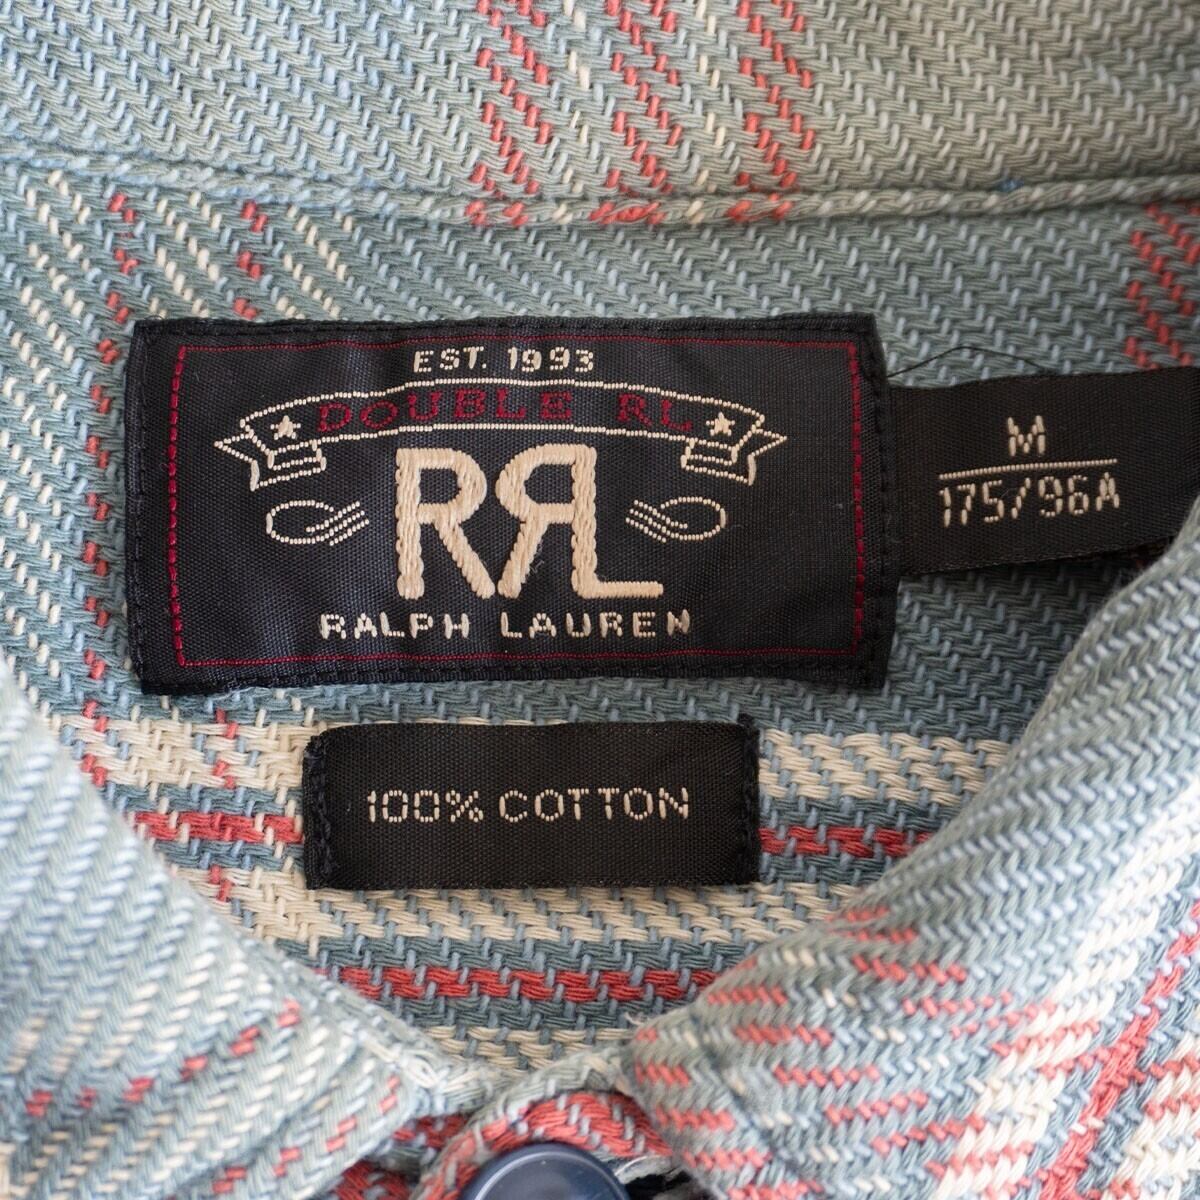 EST. 1993
DOUBLE RL
RRL
RALPH LAUREN
M
175/96A
100% COTTON